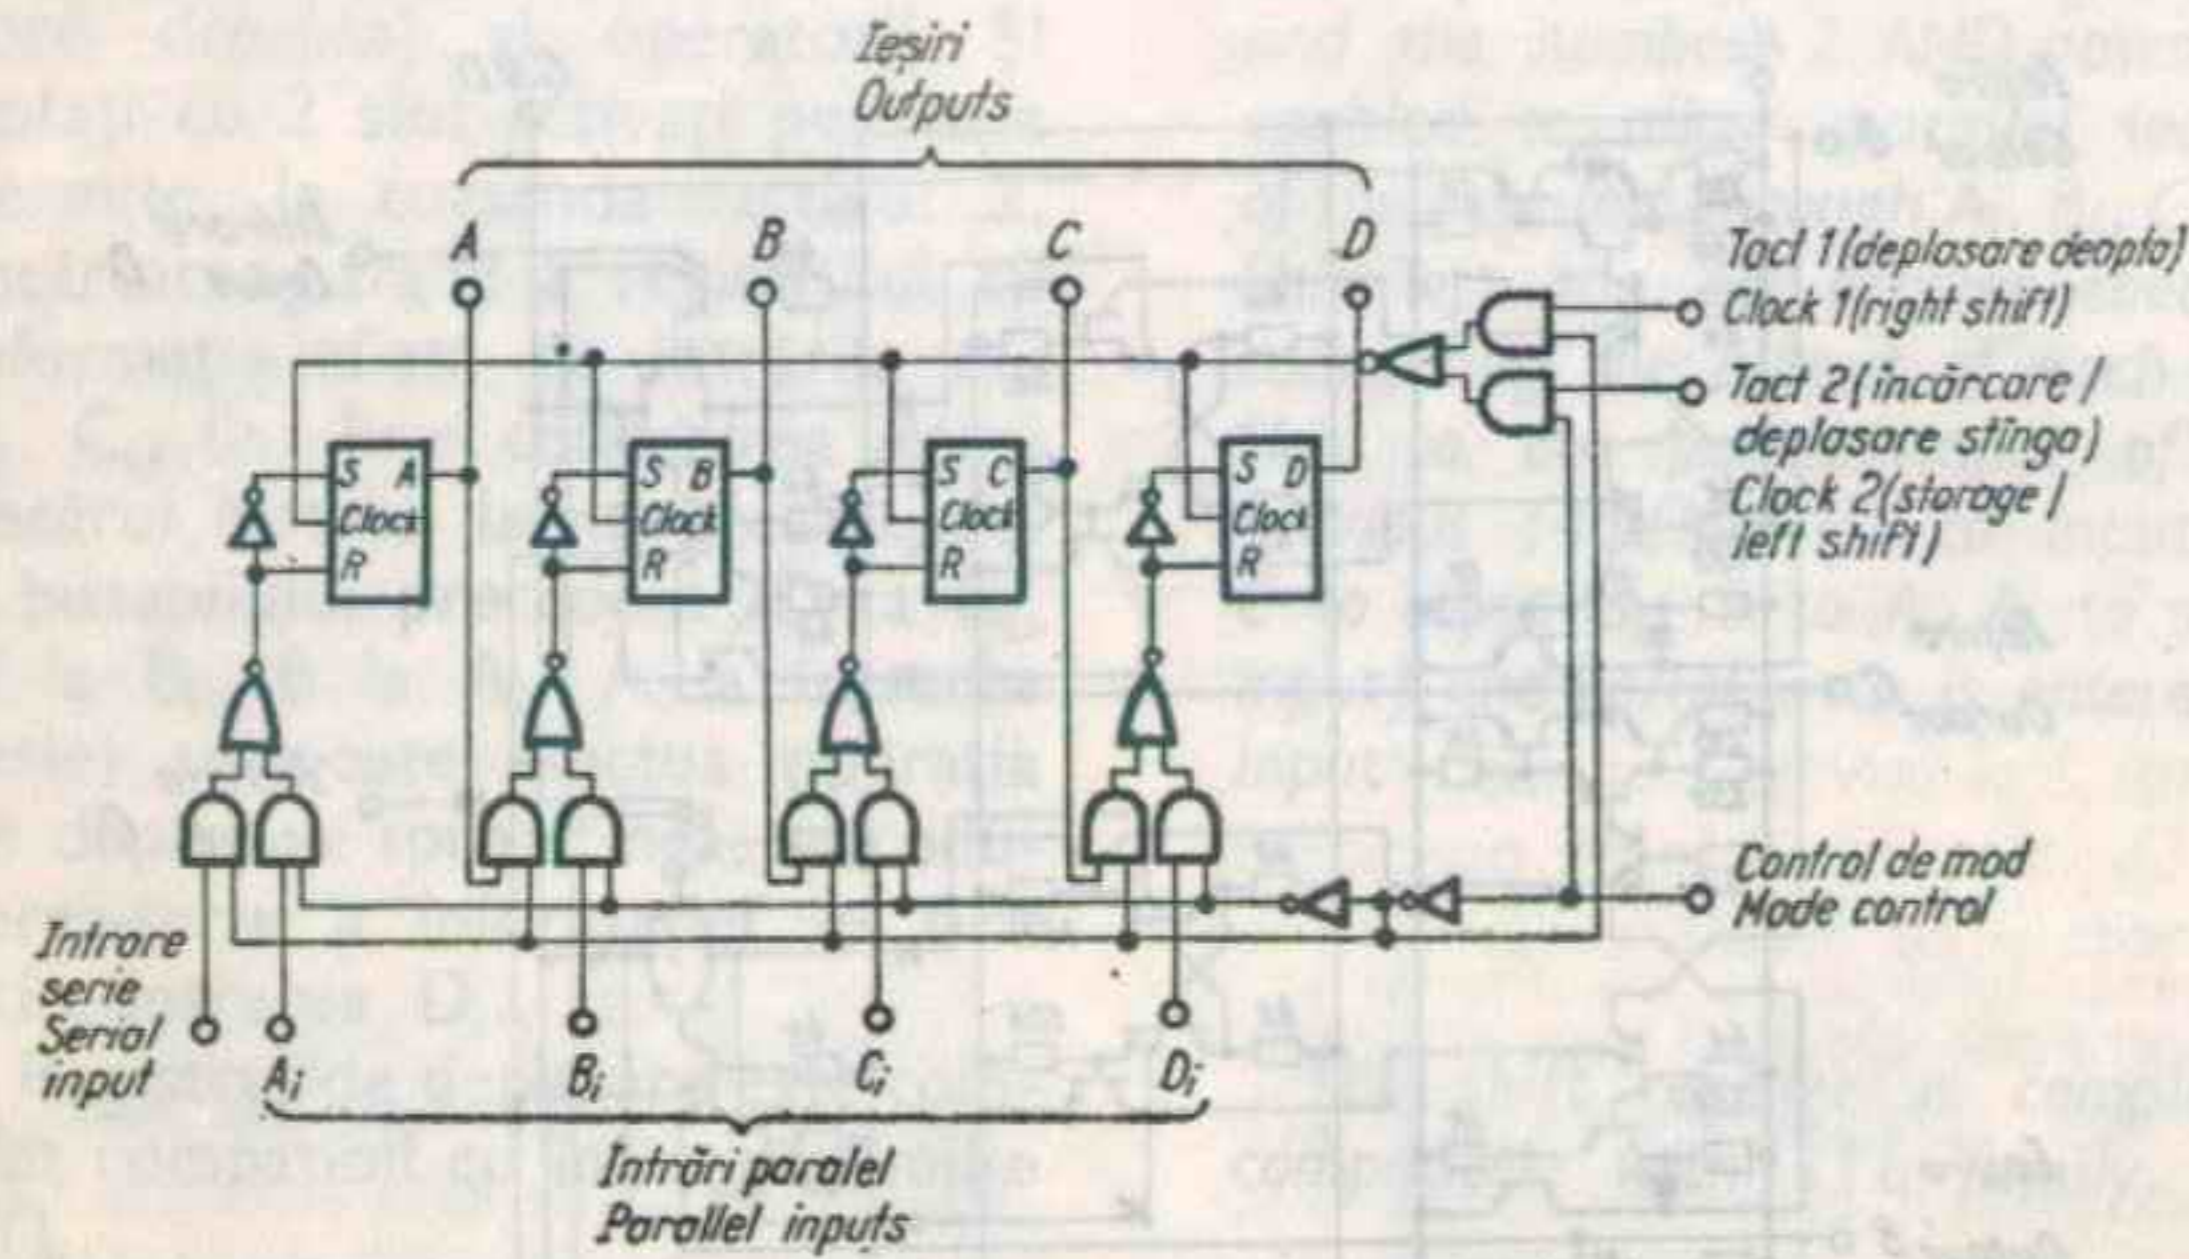 Ieșiri
Outputs
A
B
C
D
Tact 1 (deplasare deapta)
Clock 1 (right shift)
Tact 2 (încărcare /
deplasare stînga)
Clock 2 (storage /
left shift)
S A
Clock
R
S B
Clock
R
S C
Clock
R
S D
Clock
R
Control de mod
Mode control
Intrare
serie
Serial
input
Ai
Bi
Ci
Di
Intrări paralel
Parallel inputs